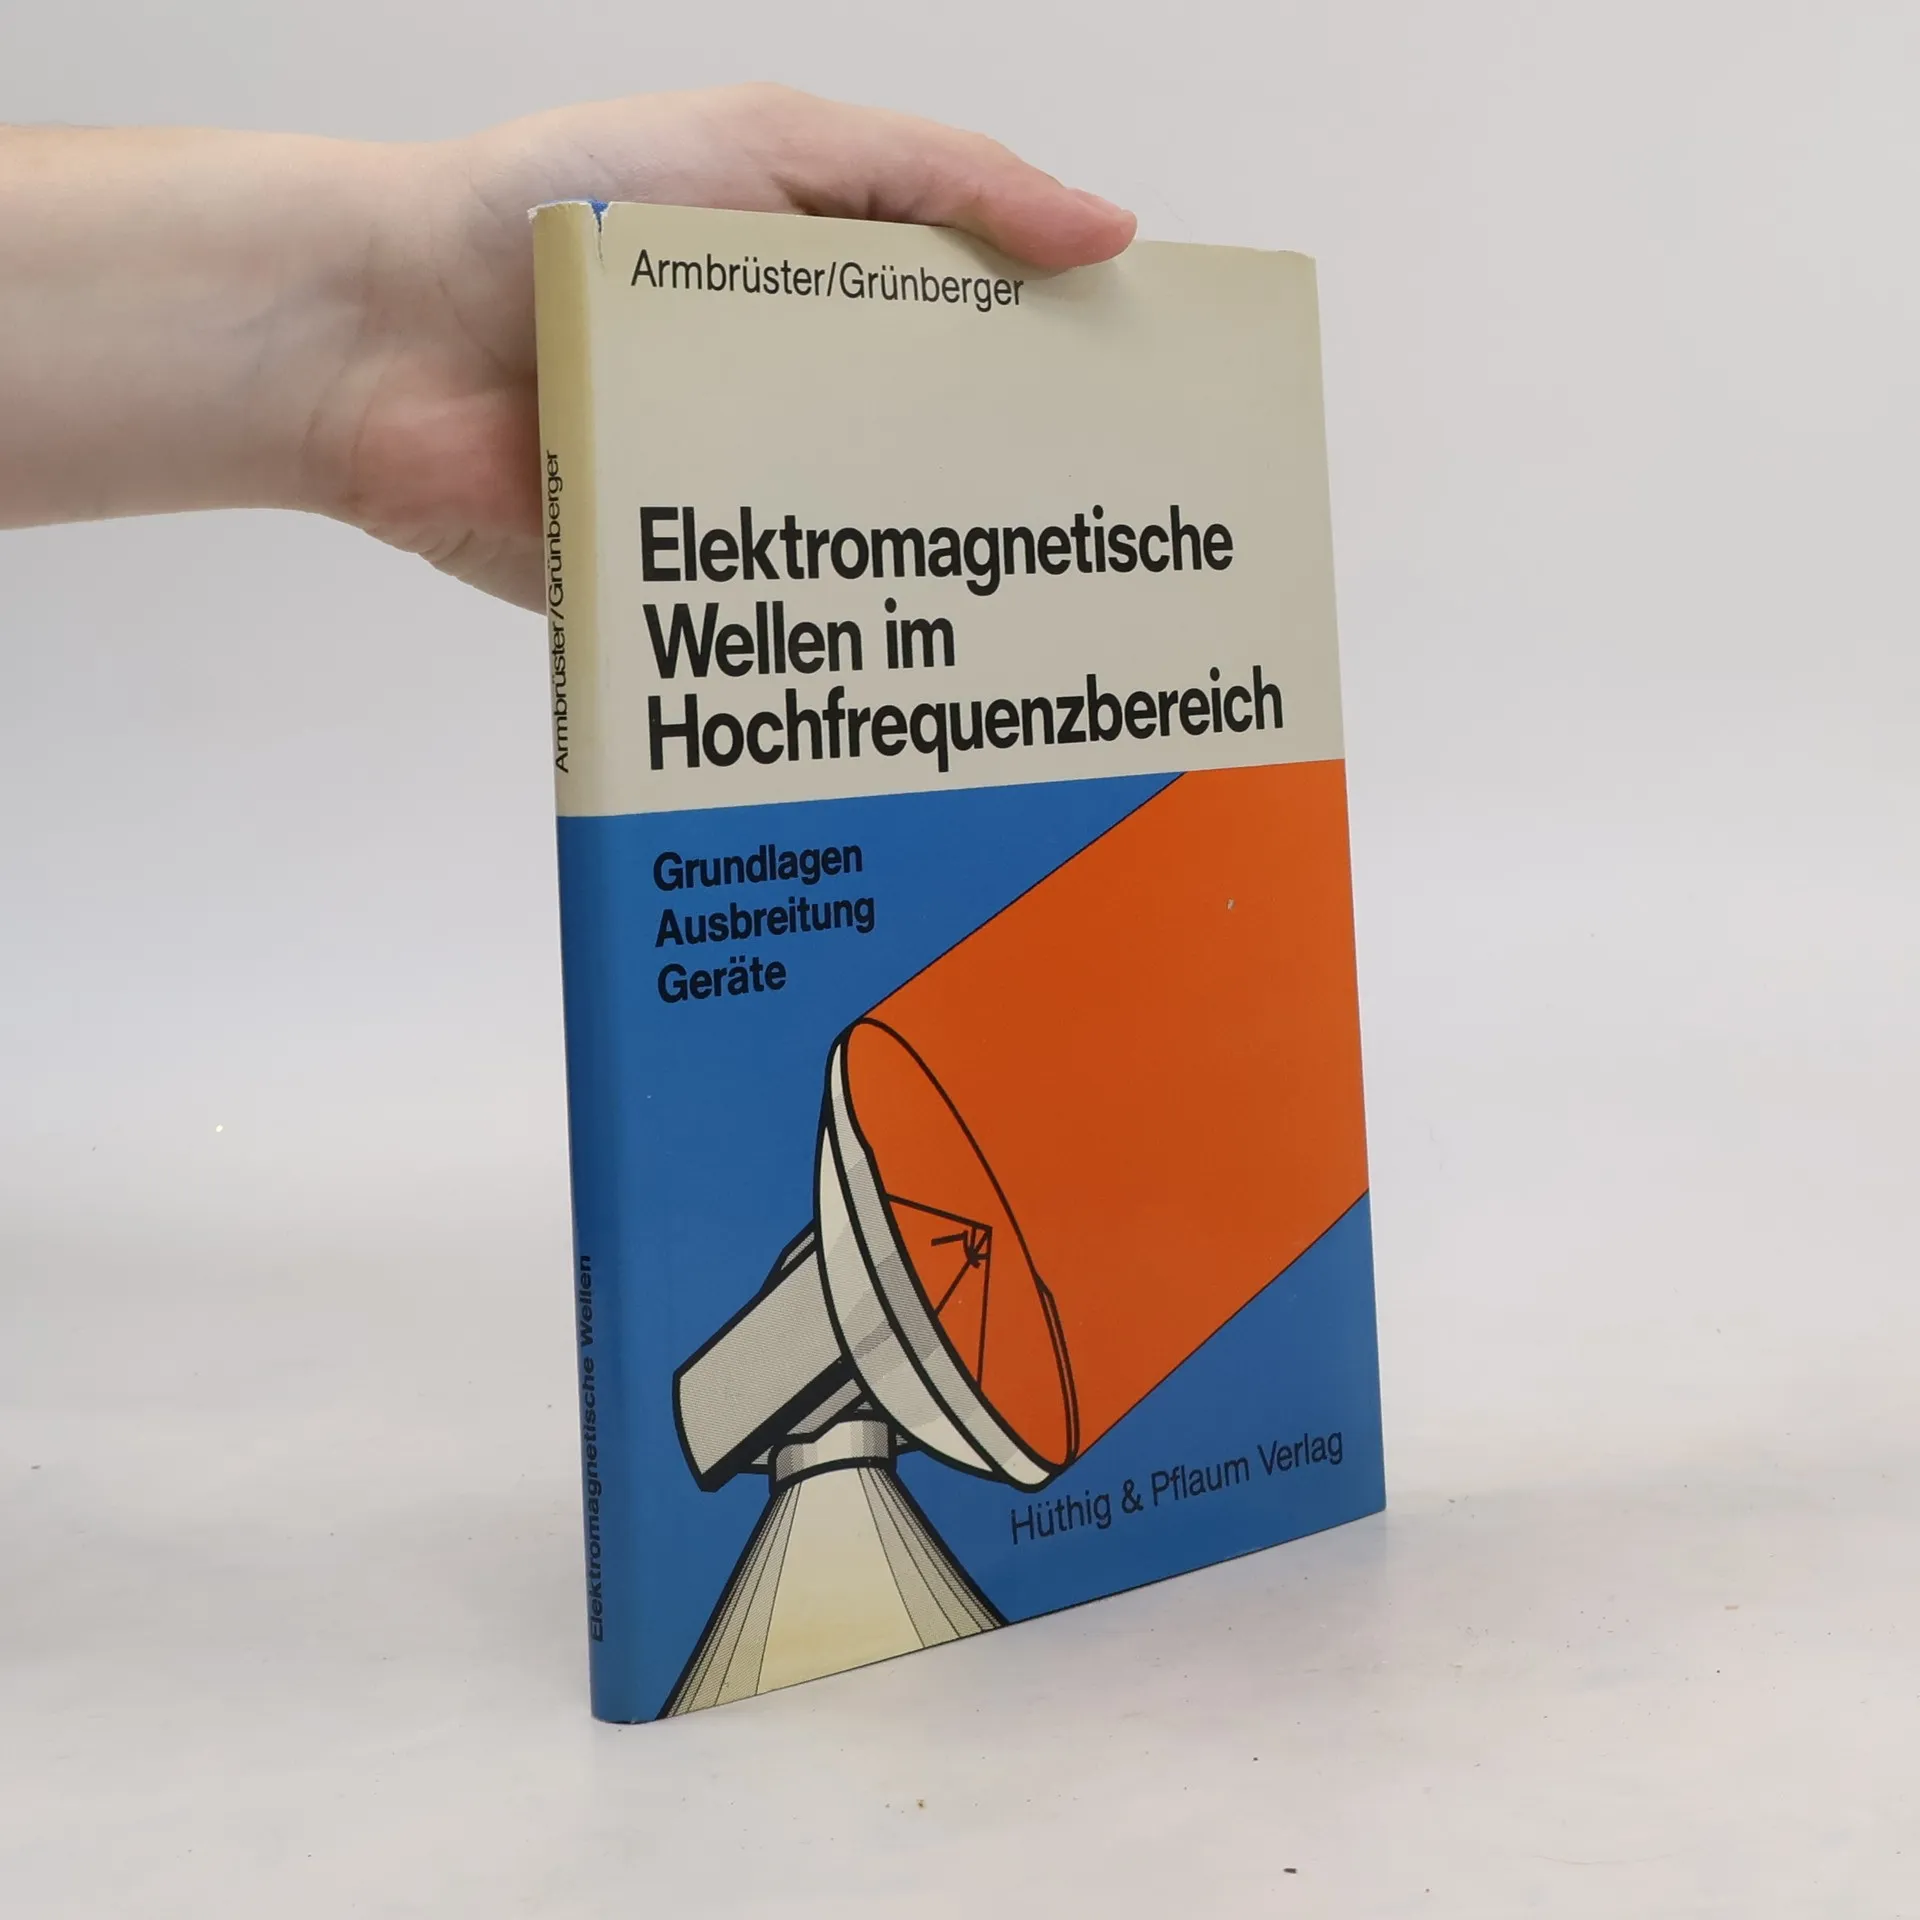 Armbrüster/Grünberger
Elektromagnetische
Wellen im
Hochfrequenzbereich
Grundlagen
Ausbreitung
Geräte
Hüthig & Pflaum Verlag
Armbrüster/Grünberger
Elektromagnetische Wellen